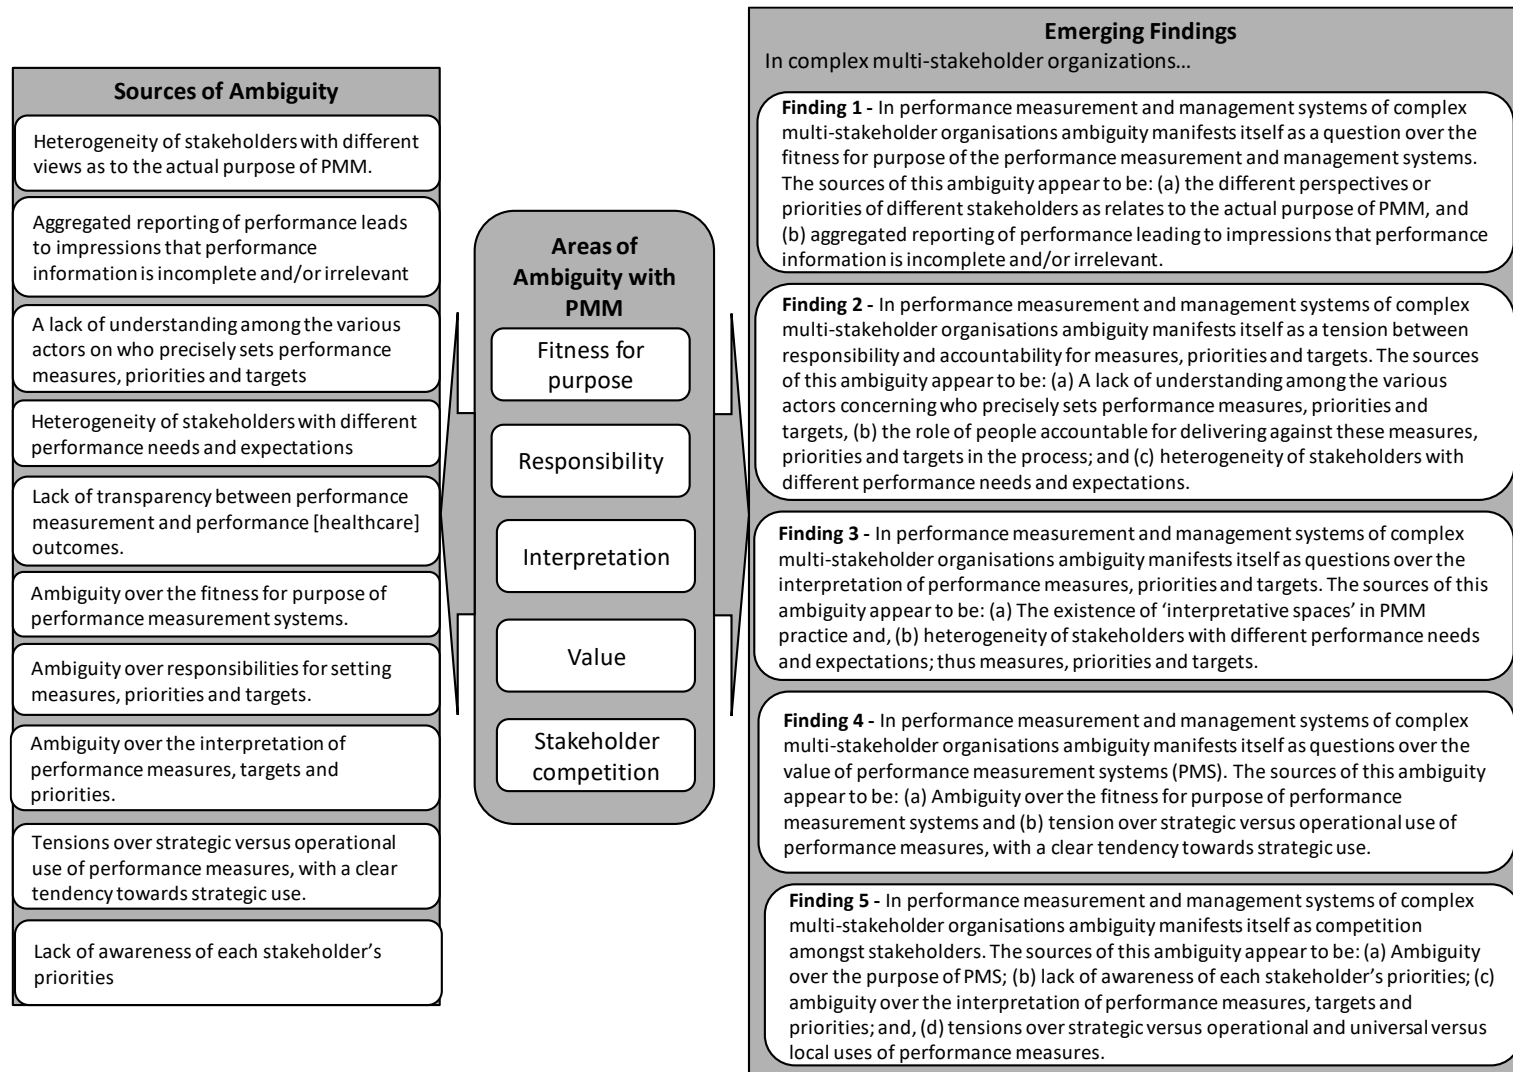 Sources of Ambiguity
Heterogeneity of stakeholders with different
views as to the actual purpose of PMM.
Aggregated reporting of performance leads
to impressions that performance
information is incomplete and/or irrelevant
A lack of understanding among the various
actors on who precisely sets performance
measures, priorities and targets
Heterogeneity of stakeholders with different
performance needs and expectations
Lack of transparency between performance
measurement and performance [healthcare]
outcomes.
Ambiguity over the fitness for purpose of
performance measurement systems.
Ambiguity over responsibilities for setting
measures, priorities and targets.
Ambiguity over the interpretation of
performance measures, targets and
priorities.
Tensions over strategic versus operational
use of performance measures, with a clear
tendency towards strategic use.
Lack of awareness of each stakeholder's
priorities
Areas of
Ambiguity with
PMM
Fitness for
purpose
Responsibility
Interpretation
Value
Stakeholder
competition
Emerging Findings
In complex multi-stakeholder organizations...
Finding 1 - In performance measurement and management systems of complex
multi-stakeholder organisations ambiguity manifests itself as a question over the
fitness for purpose of the performance measurement and management systems.
The sources of this ambiguity appear to be: (a) the different perspectives or
priorities of different stakeholders as relates to the actual purpose of PMM, and
(b) aggregated reporting of performance leading to impressions that performance
information is incomplete and/or irrelevant.
Finding 2 - In performance measurement and management systems of complex
multi-stakeholder organisations ambiguity manifests itself as a tension between
responsibility and accountability for measures, priorities and targets. The sources
of this ambiguity appear to be: (a) A lack of understanding among the various
actors concerning who precisely sets performance measures, priorities and
targets, (b) the role of people accountable for delivering against these measures,
priorities and targets in the process; and (c) heterogeneity of stakeholders with
different performance needs and expectations.
Finding 3 - In performance measurement and management systems of complex
multi-stakeholder organisations ambiguity manifests itself as questions over the
interpretation of performance measures, priorities and targets. The sources of this
ambiguity appear to be: (a) The existence of 'interpretative spaces' in PMM
practice and, (b) heterogeneity of stakeholders with different performance needs
and expectations; thus measures, priorities and targets.
Finding 4 - In performance measurement and management systems of complex
multi-stakeholder organisations ambiguity manifests itself as questions over the
value of performance measurement systems (PMS). The sources of this ambiguity
appear to be: (a) Ambiguity over the fitness for purpose of performance
measurement systems and (b) tension over strategic versus operational use of
performance measures, with a clear tendency towards strategic use.
Finding 5 - In performance measurement and management systems of complex
multi-stakeholder organisations ambiguity manifests itself as competition
amongst stakeholders. The sources of this ambiguity appear to be: (a) Ambiguity
over the purpose of PMS; (b) lack of awareness of each stakeholder's priorities; (c)
ambiguity over the interpretation of performance measures, targets and
priorities; and, (d) tensions over strategic versus operational and universal versus
local uses of performance measures.